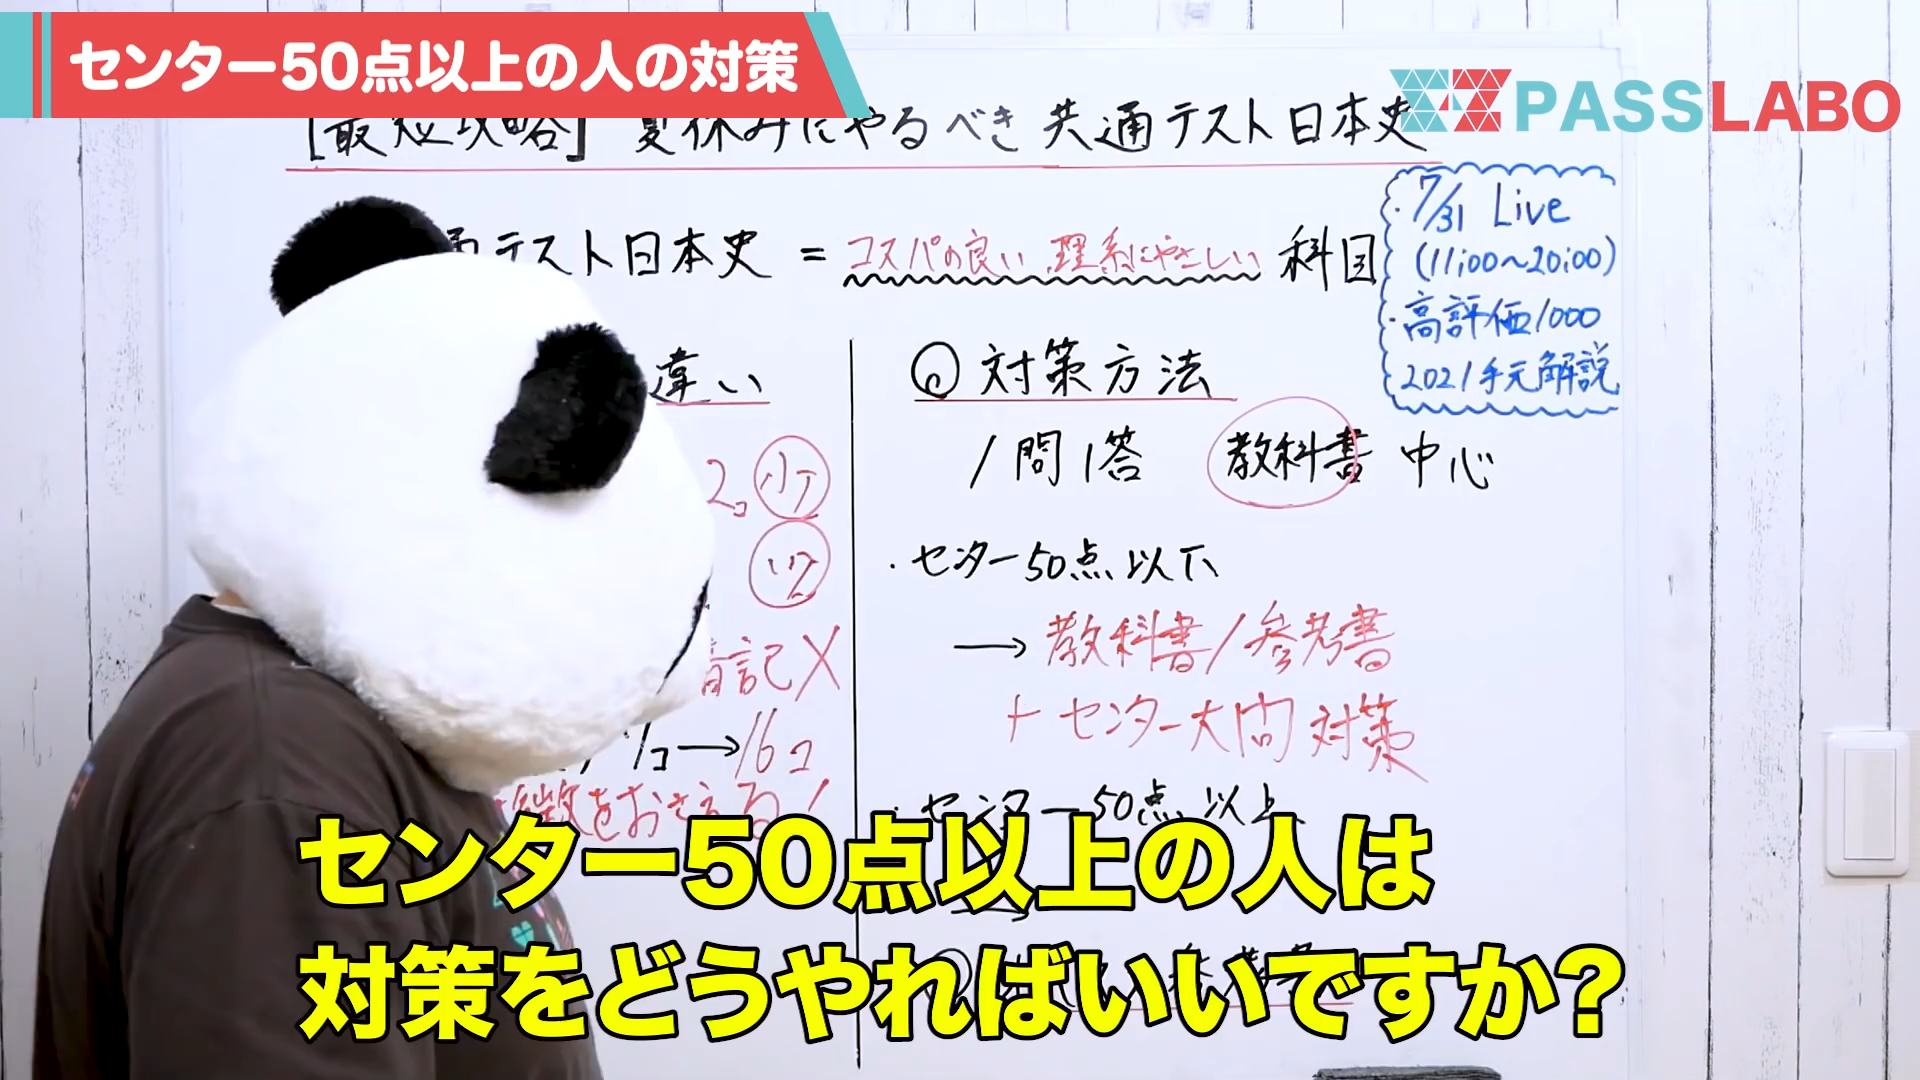 センター50点以上の人の対策
PASSLABO
[最短攻略] 夏休みにやるべき 共通テスト日本史
テスト日本史 = コスパの良い、理系にやさしい 科目
7/31 Live
(11:00~20:00)
高評価1000
2021手元解説
違い
対策方法
1問1答 教科書 中心
・センター50点以下
→ 教科書/参考書
+ センター大問対策
・センター50点以上
暗記X
→16コ
をおさえる!
センター50点以上の人は
対策をどうやればいいですか?